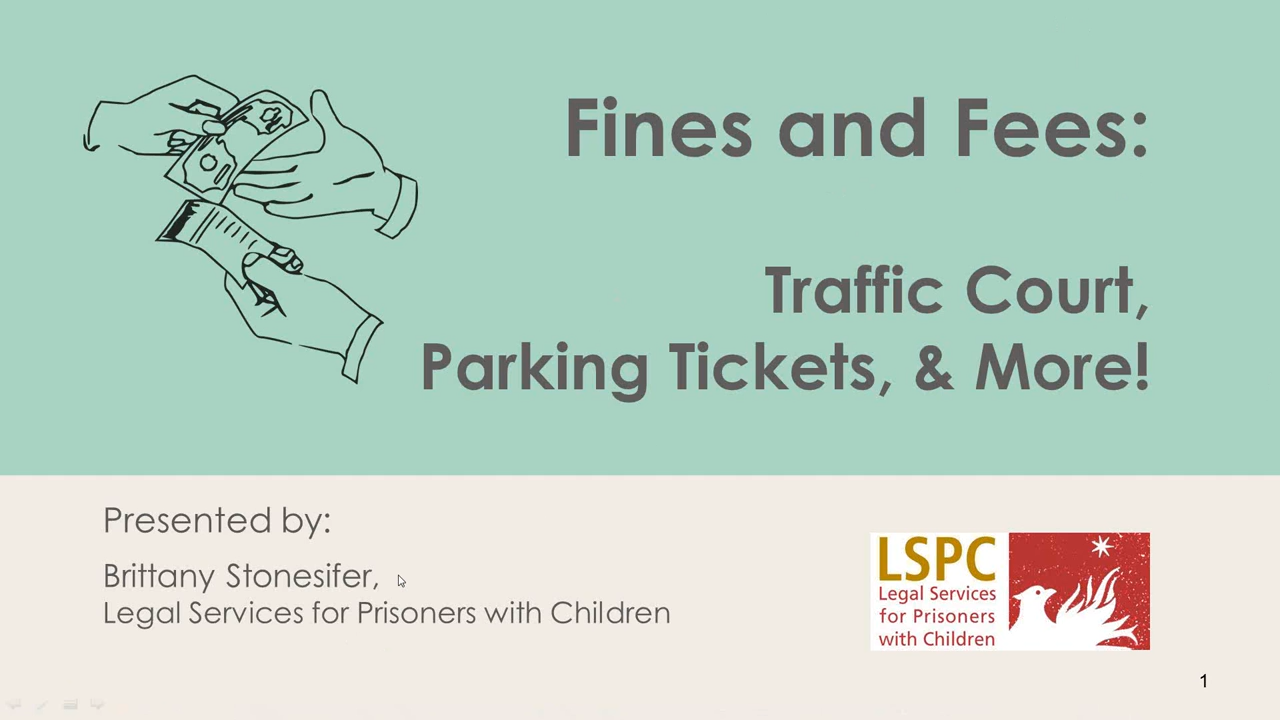 Fines and Fees:
Traffic Court,
Parking Tickets, & More!
Presented by:
Brittany Stonesifer,
Legal Services for Prisoners with Children
LSPC
Legal Services
for Prisoners
with Children
1